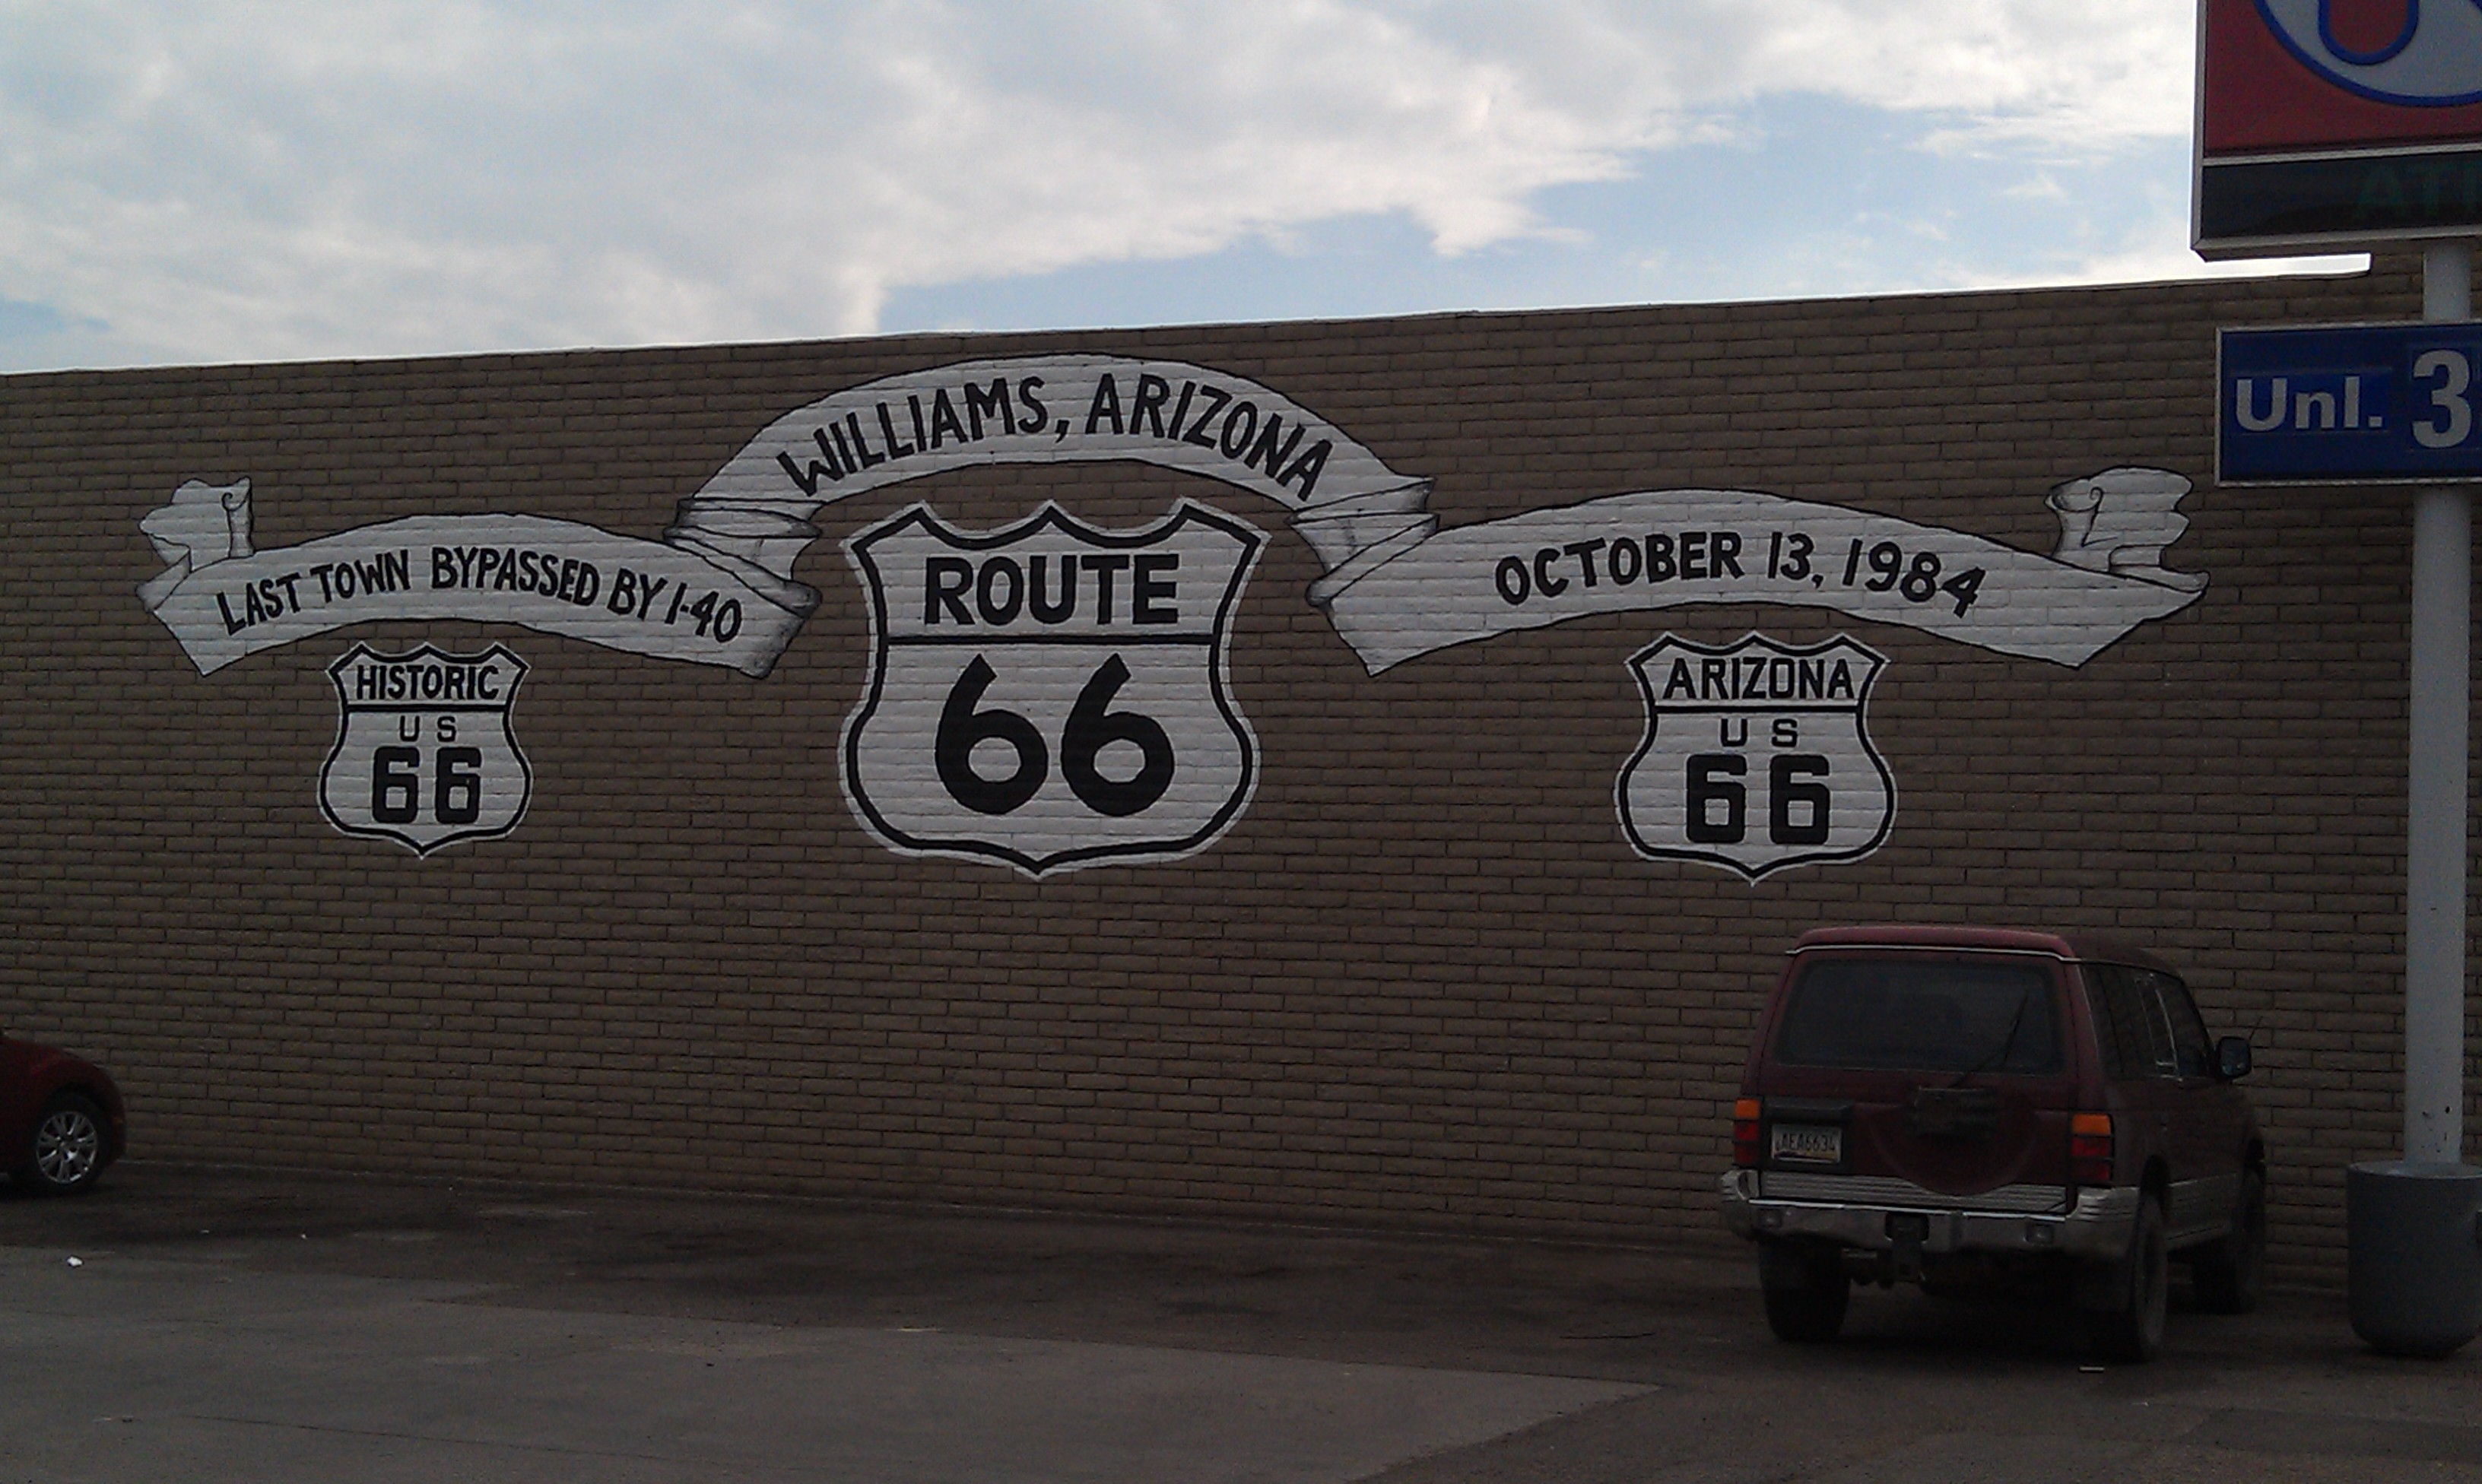 WILLIAMS, ARIZONA
LAST TOWN BYPASSED BY I-40
OCTOBER 13, 1984
HISTORIC
US
66
ROUTE
66
ARIZONA
US
66
Unl. 3
AEA6634